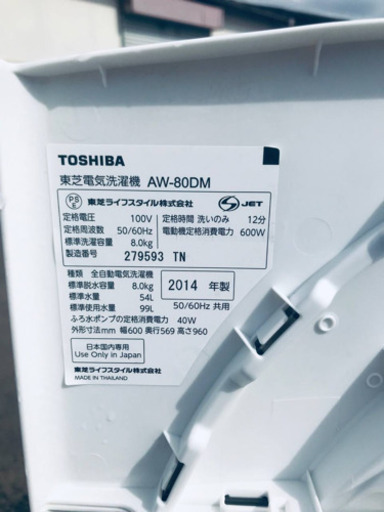 TOSHIBA
東芝電気洗濯機 AW-80DM
PS E 東芝ライフスタイル株式会社 JET
定格電圧 100V 定格時間 洗いのみ 12分
定格周波数 50/60Hz 電動機定格消費電力 600W
標準洗濯容量 8.0kg
製造番号 279593 TN
種類 全自動電気洗濯機
標準脱水容量 8.0kg 2014 年製
標準水量 54L
標準使用水量 99L 50/60Hz 共用
ふろ水ポンプの定格消費電力 40W
外形寸法mm 幅600 奥行569 高さ960
日本国内専用
Use Only in Japan
東芝ライフスタイル株式会社
MADE IN THAILAND